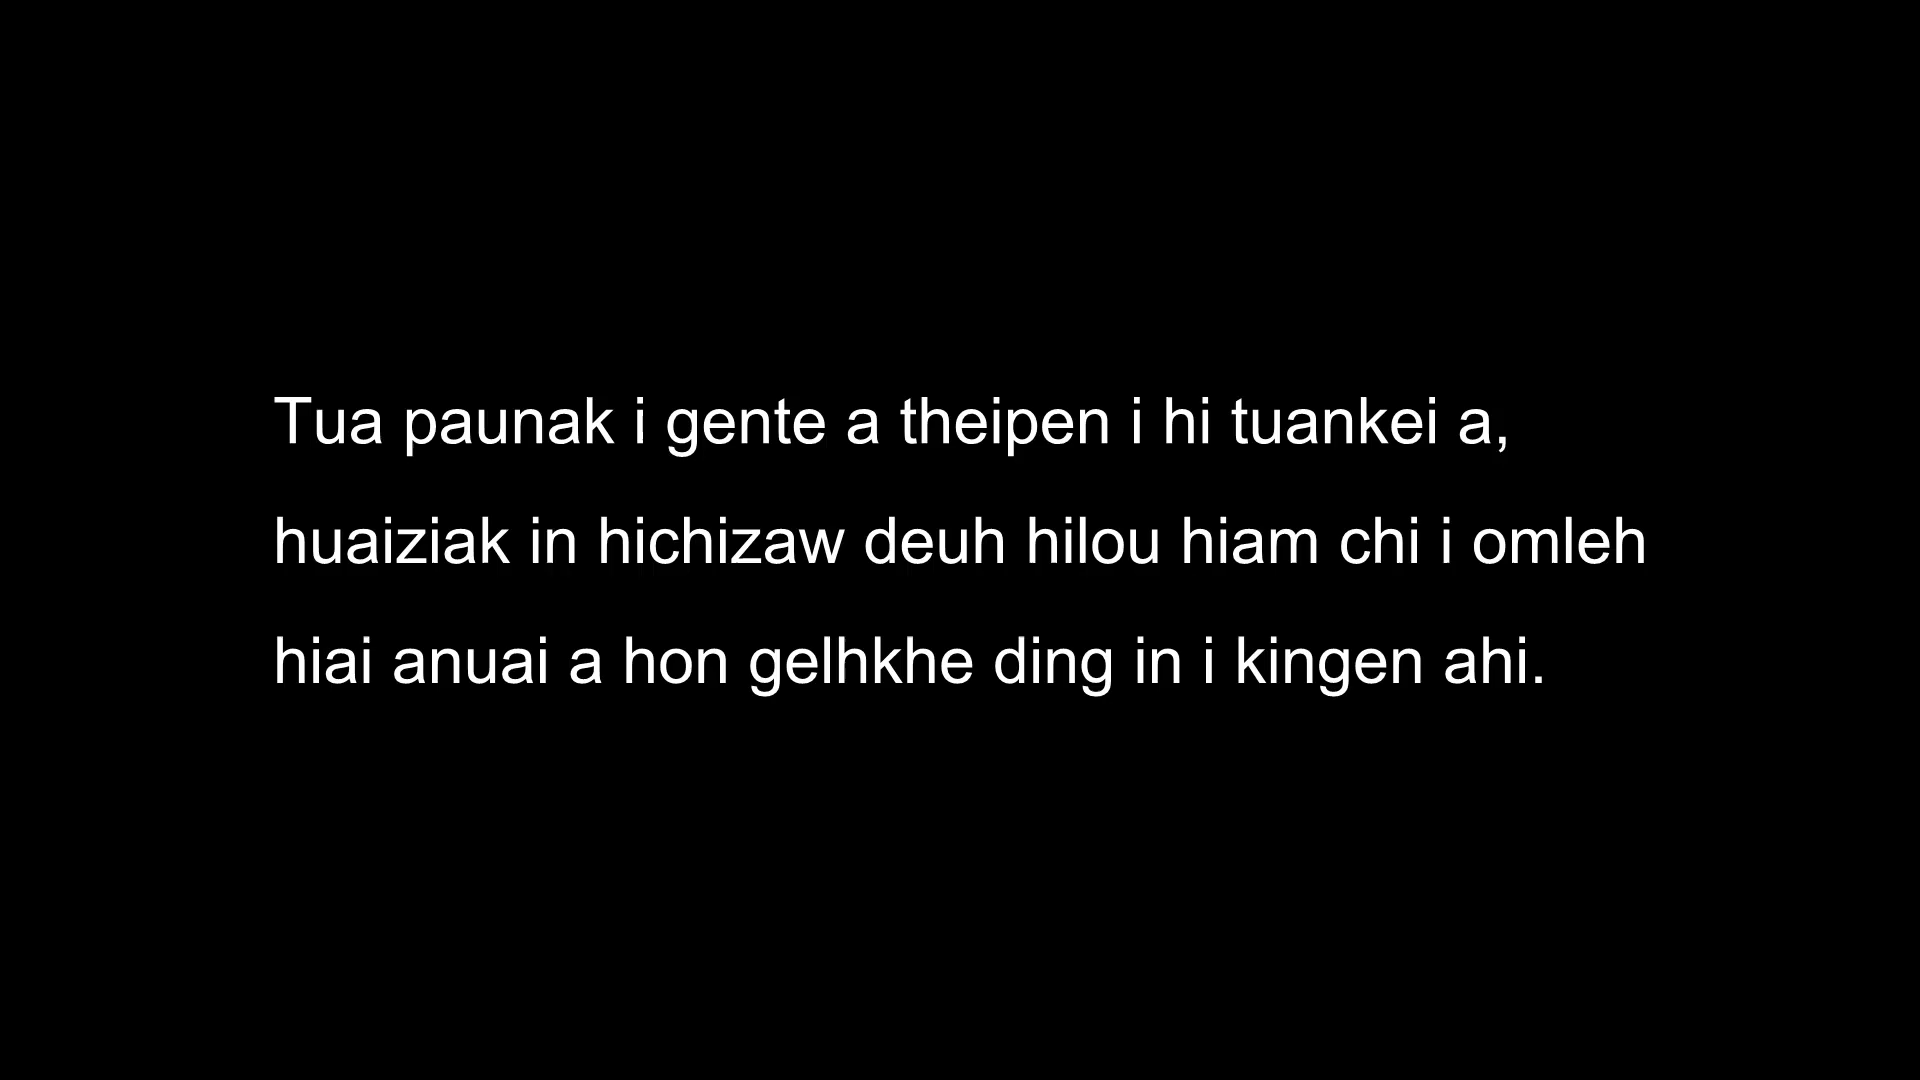 Tua paunak i gente a theipen i hi tuankei a,
huaiziak in hichizaw deuh hilou hiam chi i omleh
hiai anuai a hon gelhkhe ding in i kingen ahi.